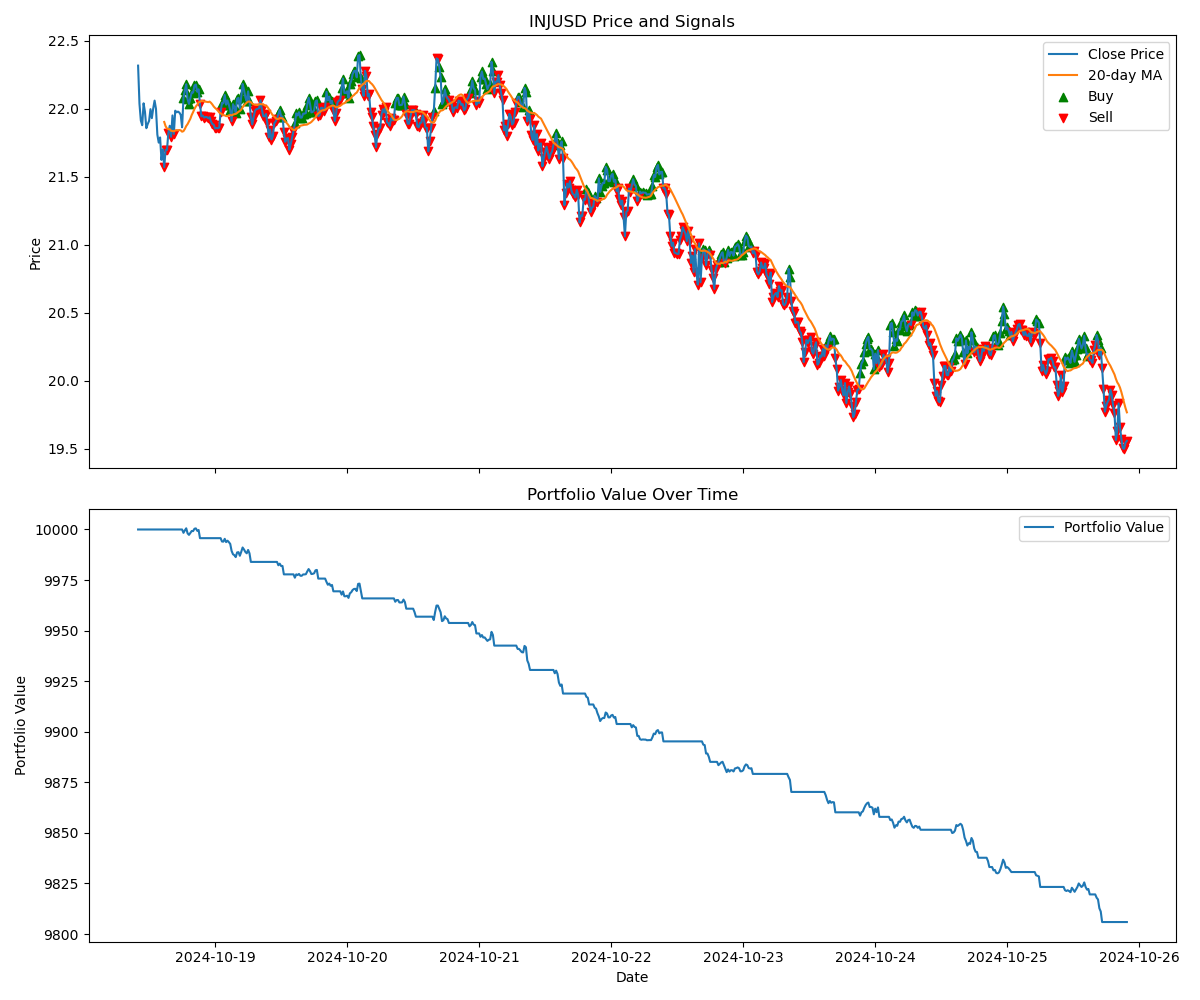 INJUSD Price and Signals
22.5
22.0
21.5
21.0
20.5
20.0
19.5
Price
Close Price
20-day MA
Buy
Sell
Portfolio Value Over Time
10000
9975
9950
9925
9900
9875
9850
9825
9800
Portfolio Value
Portfolio Value
2024-10-19
2024-10-20
2024-10-21
2024-10-22
2024-10-23
2024-10-24
2024-10-25
2024-10-26
Date